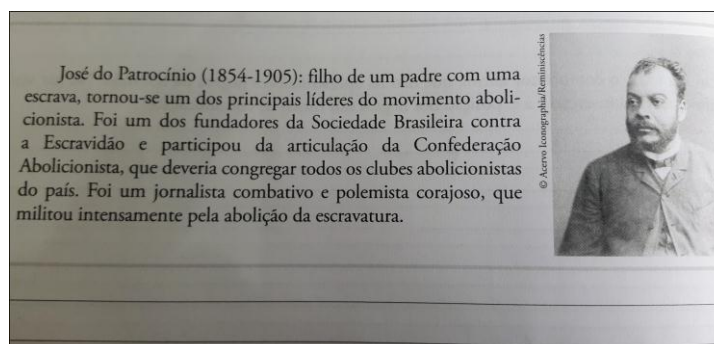 José do Patrocínio (1854-1905): filho de um padre com uma
escrava, tornou-se um dos principais líderes do movimento aboli-
cionista. Foi um dos fundadores da Sociedade Brasileira contra
a Escravidão e participou da articulação da Confederação
Abolicionista, que deveria congregar todos os clubes abolicionistas
do país. Foi um jornalista combativo e polemista corajoso, que
militou intensamente pela abolição da escravatura.
© Acervo Iconographia/Reminiscências